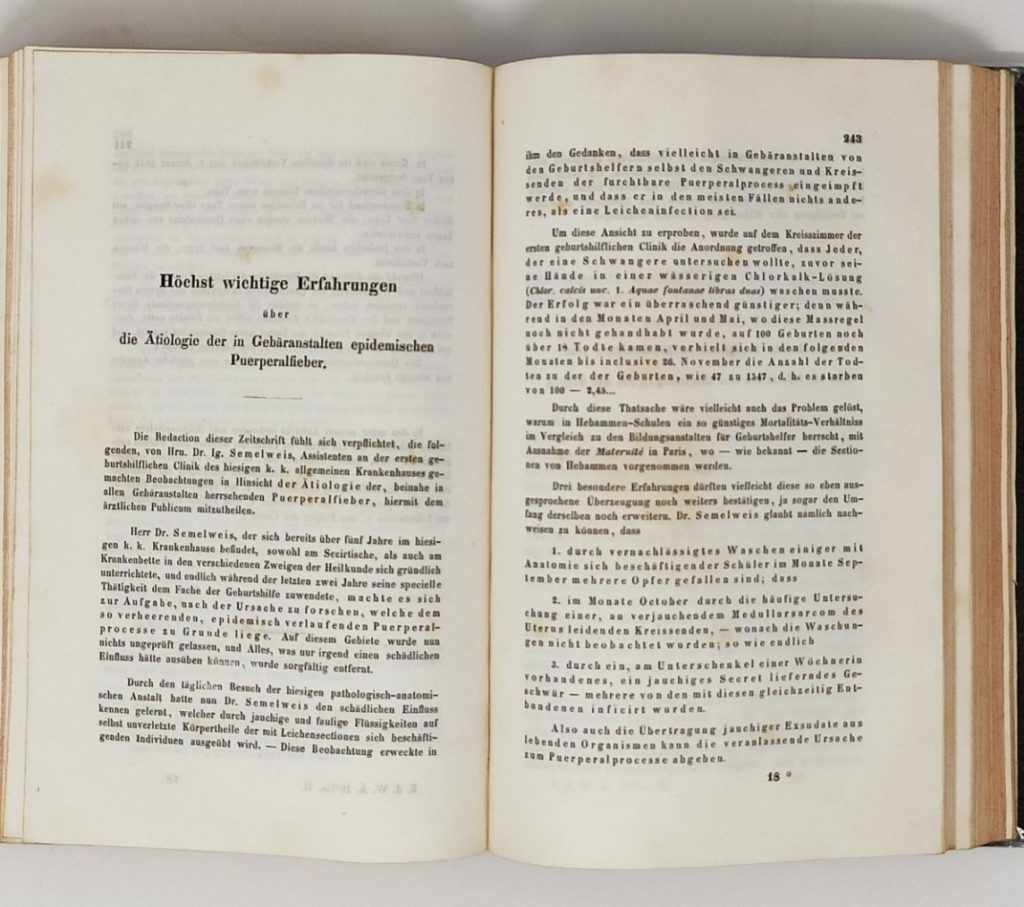 Höchst wichtige Erfahrungen
über
die Ätiologie der in Gebäranstalten epidemischen
Puerperalfieber.
Die Redaction dieser Zeitschrift fühlt sich verpflichtet, die fol-
genden, von Hrn. Dr. Ig. Semelweis, Assistenten an der ersten ge-
burtshilflichen Clinik des hiesigen k. k. allgemeinen Krankenhauses ge-
machten Beobachtungen in Hinsicht der Ätiologie der, beinahe in
allen Gebäranstalten herrschenden Puerperalfieber, hiermit dem
ärztlichen Publicum mitzutheilen.
Herr Dr. Semelweis, der sich bereits über fünf Jahre im hiesi-
gen k. k. Krankenhause befindet, sowohl am Secirtische, als auch am
Krankenbette in den verschiedenen Zweigen der Heilkunde sich gründlich
unterrichtete, und endlich während der letzten zwei Jahre seine specielle
Thätigkeit dem Fache der Geburtshilfe zuwendete, machte es sich
zur Aufgabe, nach der Ursache zu forschen, welche dem
so verheerenden, epidemisch verlaufenden Puerperal-
processe zu Grunde liege. Auf diesem Gebiete wurde nun
nichts ungeprüft gelassen, und Alles, was nur irgend einen schädlichen
Einfluss hätte ausüben können, wurde sorgfältig entfernt.
Durch den täglichen Besuch der hiesigen pathologisch-anatomi-
schen Anstalt hatte nun Dr. Semelweis den schädlichen Einfluss
kennen gelernt, welcher durch jauchige und faulige Flüssigkeiten auf
selbst unverletzte Körpertheile der mit Leichensectionen sich beschäfti-
genden Individuen ausgeübt wird. — Diese Beobachtung erweckte in
243
ihm den Gedanken, dass vielleicht in Gebäranstalten von
den Geburtshelfern selbst den Schwangeren und Kreis-
senden der furchtbare Puerperalprocess eingeimpft
werde, und dass er in den meisten Fällen nichts ande-
res, als eine Leicheninfection sei.
Um diese Ansicht zu erproben, wurde auf dem Kreisszimmer der
ersten geburtshilflichen Clinik die Anordnung getroffen, dass Jeder,
der eine Schwangere untersuchen wollte, zuvor sei-
ne Hände in einer wässerigen Chlorkalk-Lösung
(Chlor. calcis unc. 1. Aquae fontanae libras duas) waschen musste.
Der Erfolg war ein überraschend günstiger; denn wäh-
rend in den Monaten April und Mai, wo diese Massregel
noch nicht gehandhabt wurde, auf 100 Geburten noch
über 18 Todte kamen, verhielt sich in den folgenden
Monaten bis inclusive 26. November die Anzahl der Tod-
ten zu der der Geburten, wie 47 zu 1547, d. h. es starben
von 100 — 2,45...
Durch diese Thatsache wäre vielleicht auch das Problem gelöst,
warum in Hebammen-Schulen ein so günstiges Mortalitäts-Verhältniss
im Vergleich zu den Bildungsanstalten für Geburtshelfer herrscht, mit
Ausnahme der Maternité in Paris, wo — wie bekannt — die Sectio-
nen von Hebammen vorgenommen werden.
Drei besondere Erfahrungen dürften vielleicht diese so eben aus-
gesprochene Überzeugung noch weiters bestätigen, ja sogar den Um-
fang derselben noch erweitern. Dr. Semelweis glaubt nämlich nach-
weisen zu können, dass
1. durch vernachlässigtes Waschen einiger mit
Anatomie sich beschäftigender Schüler im Monate Sep-
tember mehrere Opfer gefallen sind; dass
2. im Monate October durch die häufige Untersu-
chung einer, an verjauchendem Medullarsarcom des
Uterus leidenden Kreissenden, — wonach die Waschun-
gen nicht beobachtet wurden; so wie endlich
3. durch ein, am Unterschenkel einer Wöchnerin
vorhandenes, ein jauchiges Secret lieferndes Ge-
schwür — mehrere von den mit diesen gleichzeitig Ent-
bundenen inficirt wurden.
Also auch die Übertragung jauchiger Exsudate aus
lebenden Organismen kann die veranlassende Ursache
zum Puerperalprocesse abgeben.
18 *